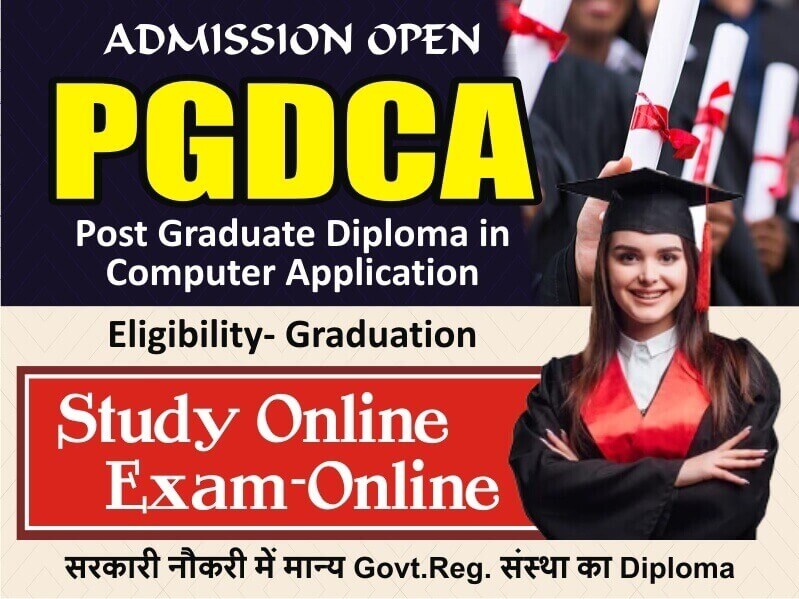 ADMISSION OPEN
PGDCA
Post Graduate Diploma in
Computer Application
Eligibility- Graduation
Study Online
Exam-Online
सरकारी नौकरी में मान्य Govt.Reg. संस्था का Diploma